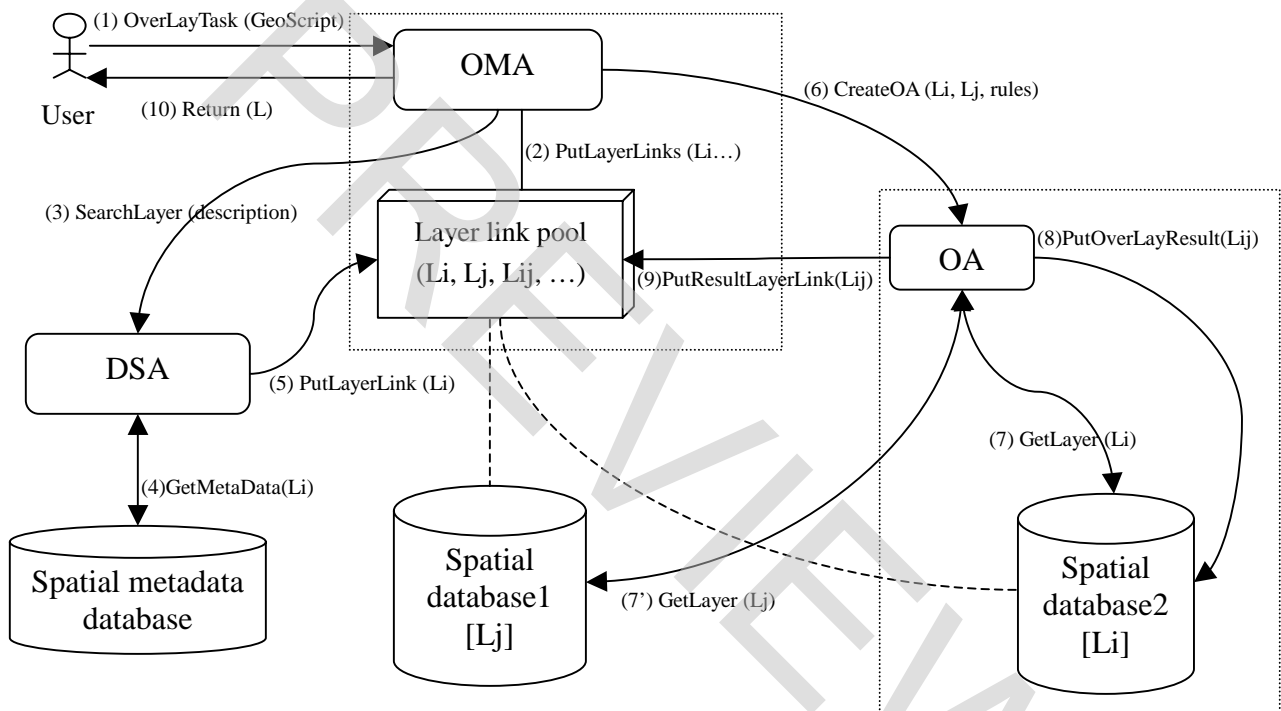 (1) OverLayTask (GeoScript)
OMA
User
(10) Return (L)
(6) CreateOA (Li, Lj, rules)
(2) PutLayerLinks (Li…)
(3) SearchLayer (description)
Layer link pool
(Li, Lj, Lij, …)
OA
(8)PutOverLayResult(Lij)
(9)PutResultLayerLink(Lij)
DSA
(5) PutLayerLink (Li)
(7) GetLayer (Li)
(4)GetMetaData(Li)
Spatial metadata
database
Spatial
database1
[Lj]
(7’) GetLayer (Lj)
Spatial
database2
[Li]
PREVIEW